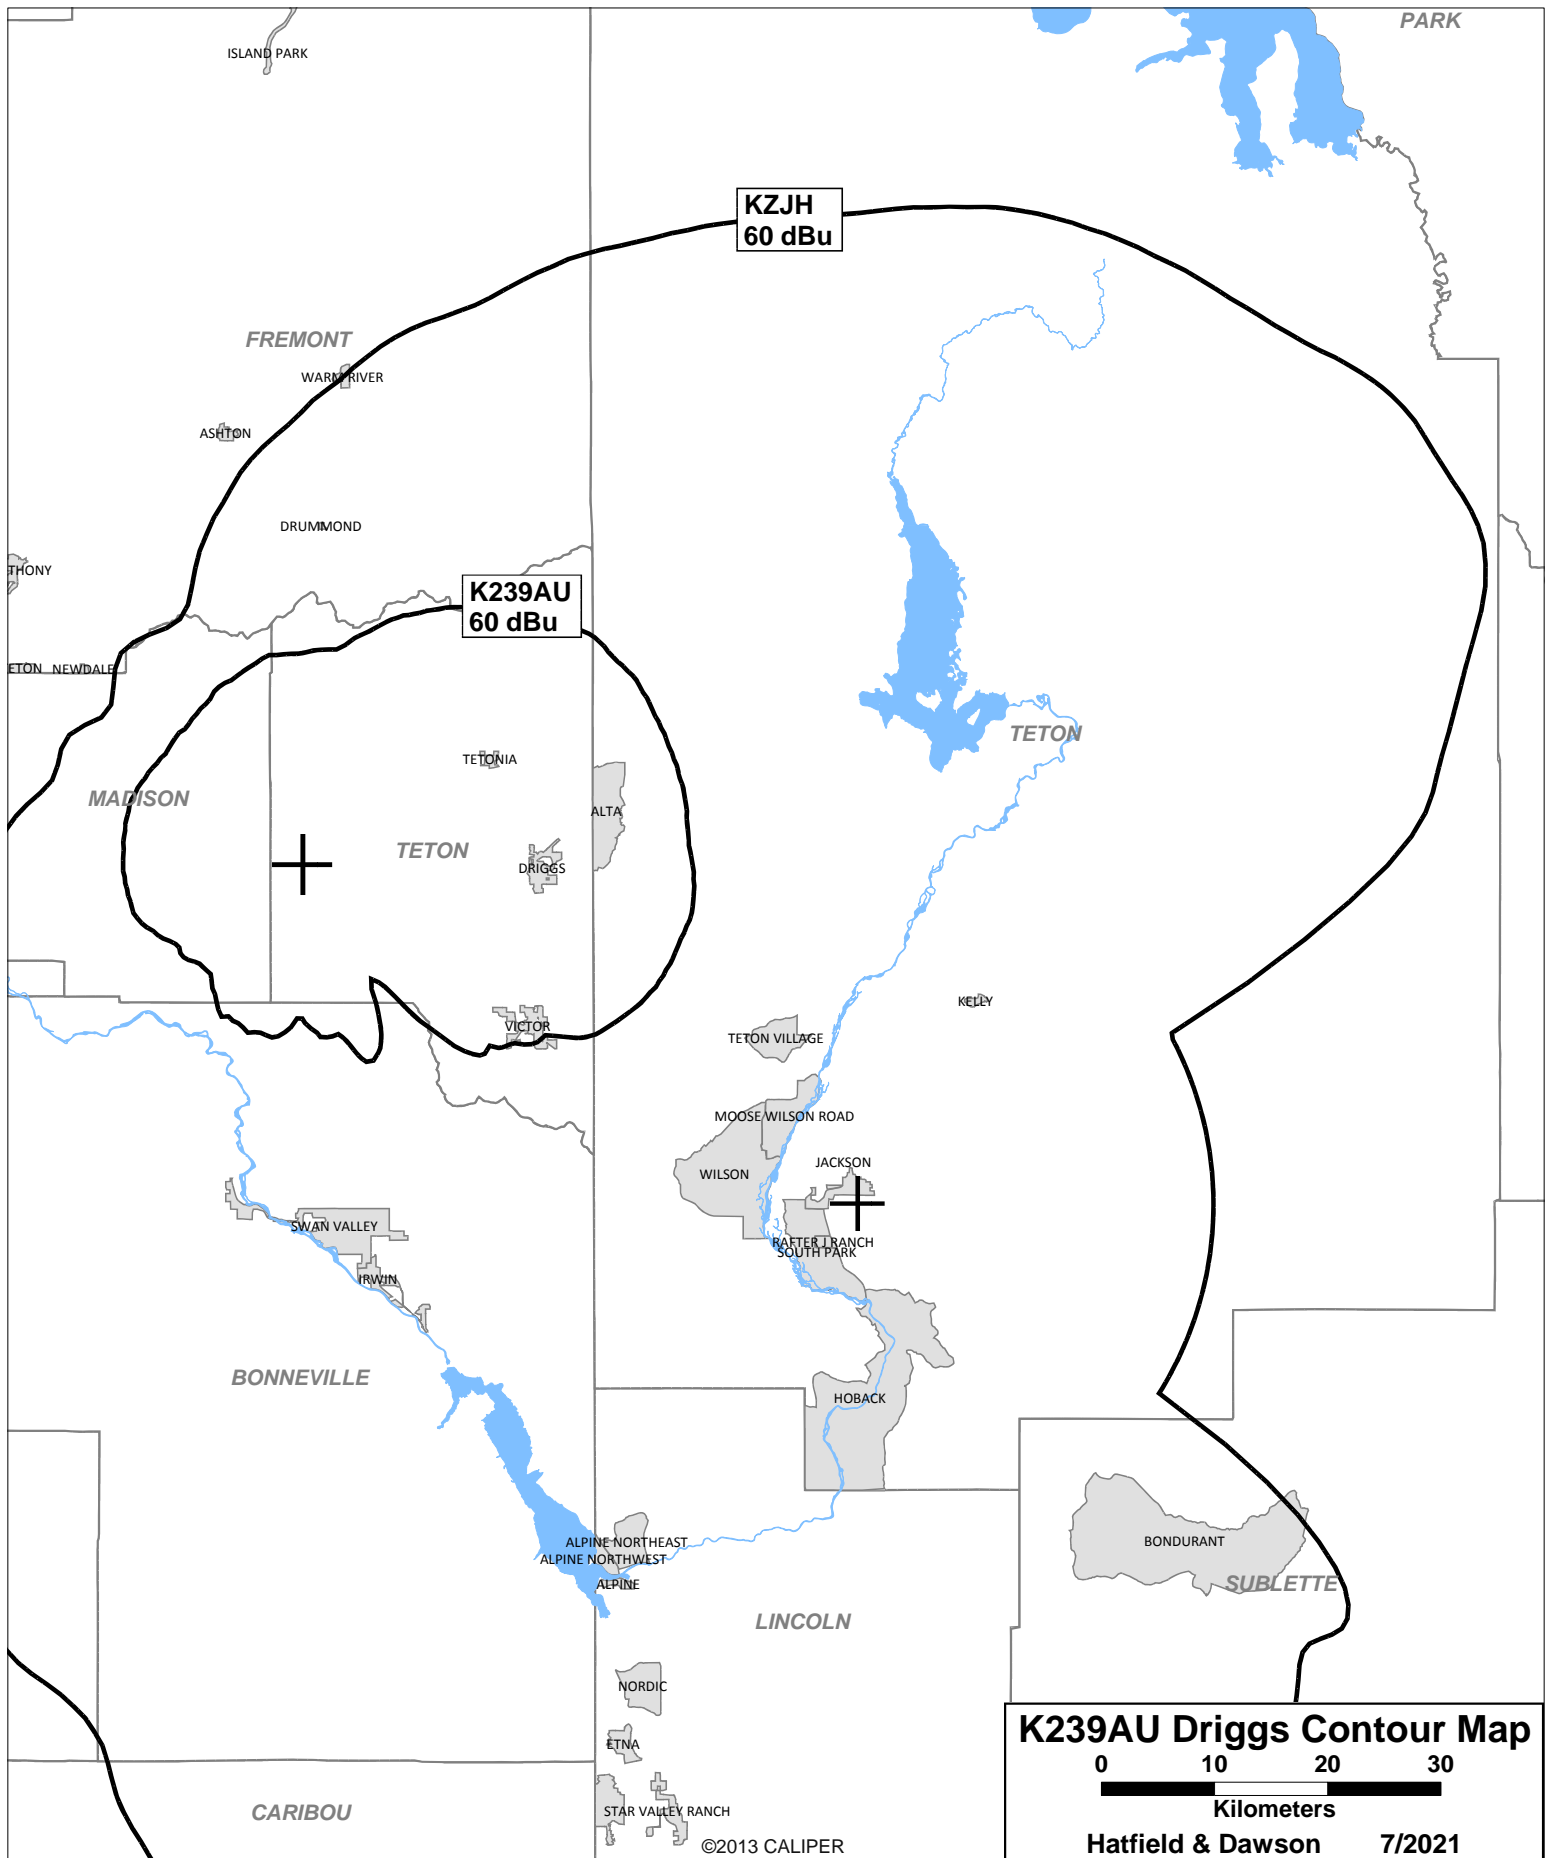 PARK
ISLAND PARK
KZJH
60 dBu
FREMONT
WARM RIVER
ASHTON
DRUMMOND
THONY
K239AU
60 dBu
ETON
NEWDALE
TETON
TETONIA
MADISON
ALTA
TETON
DRIGGS
KELLY
VICTOR
TETON VILLAGE
MOOSE WILSON ROAD
JACKSON
WILSON
SWAN VALLEY
RAFTER J RANCH
SOUTH PARK
IRWIN
BONNEVILLE
HOBACK
ALPINE NORTHEAST
BONDURANT
ALPINE NORTHWEST
ALPINE
SUBLETTE
LINCOLN
NORDIC
ETNA
CARIBOU
STAR VALLEY RANCH
©2013 CALIPER
K239AU Driggs Contour Map
0 10 20 30
Kilometers
Hatfield & Dawson 7/2021